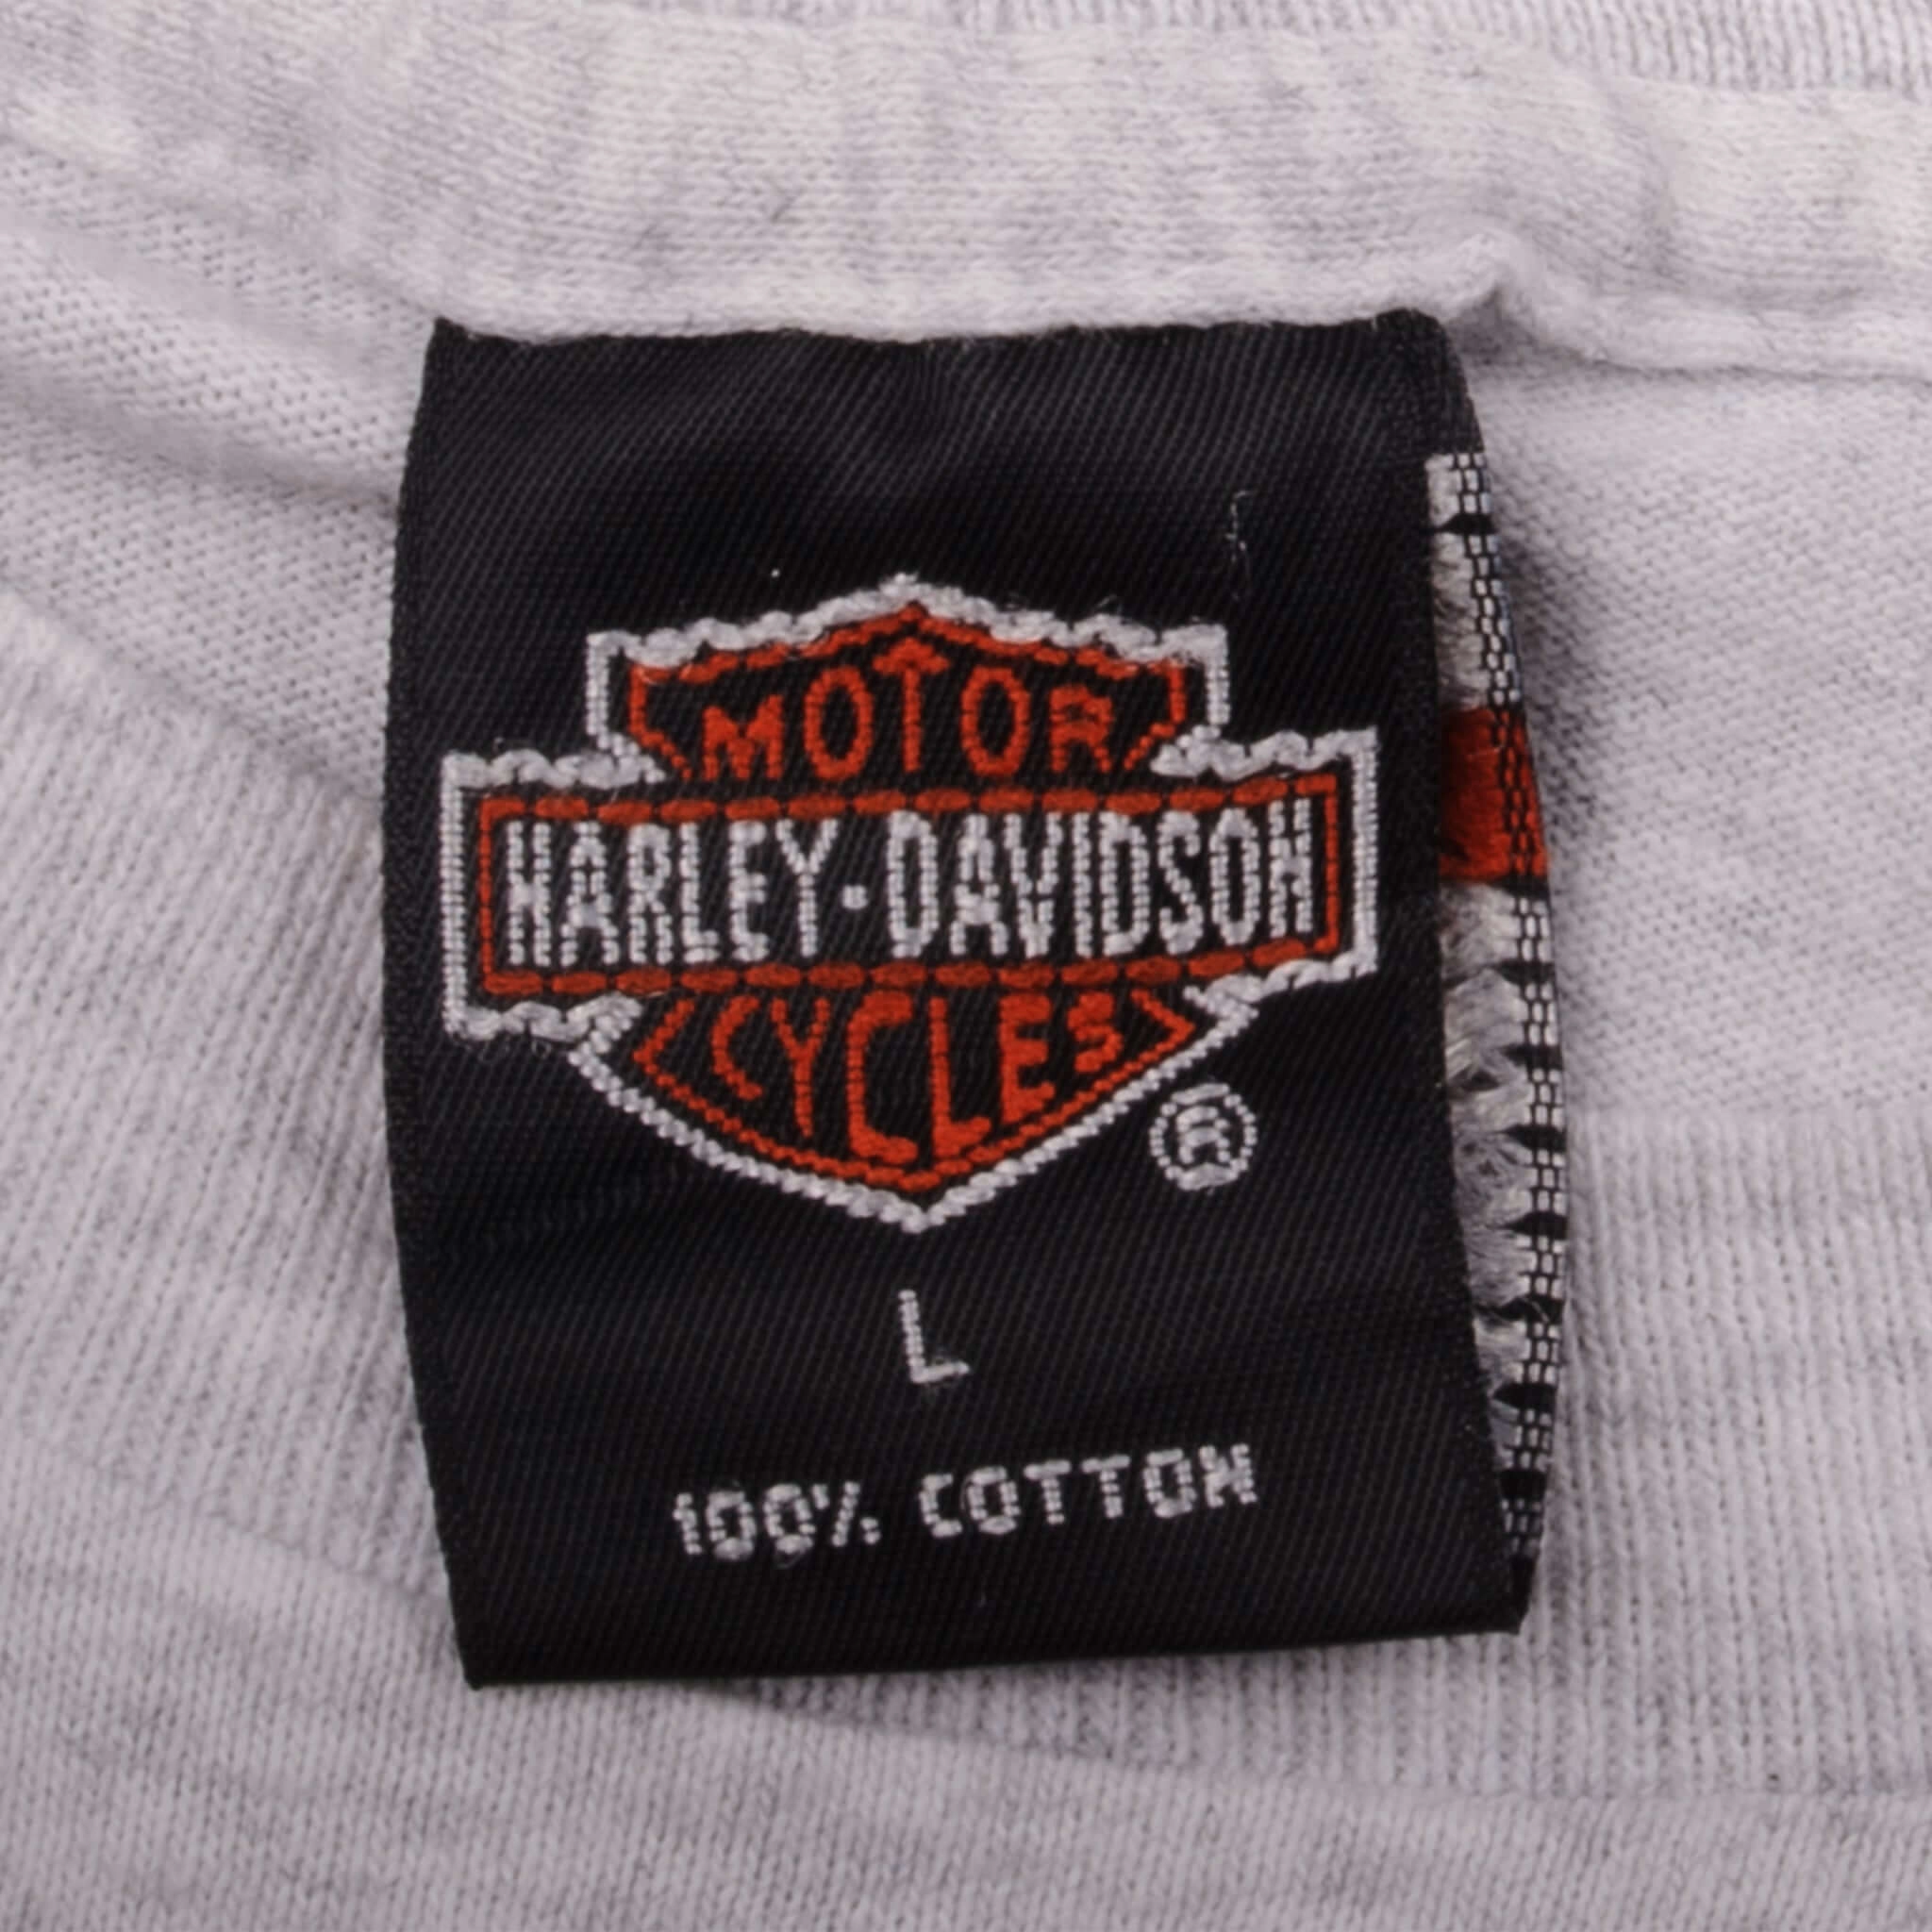 MOTOR
HARLEY-DAVIDSON
CYCLES
®
L
100% COTTON